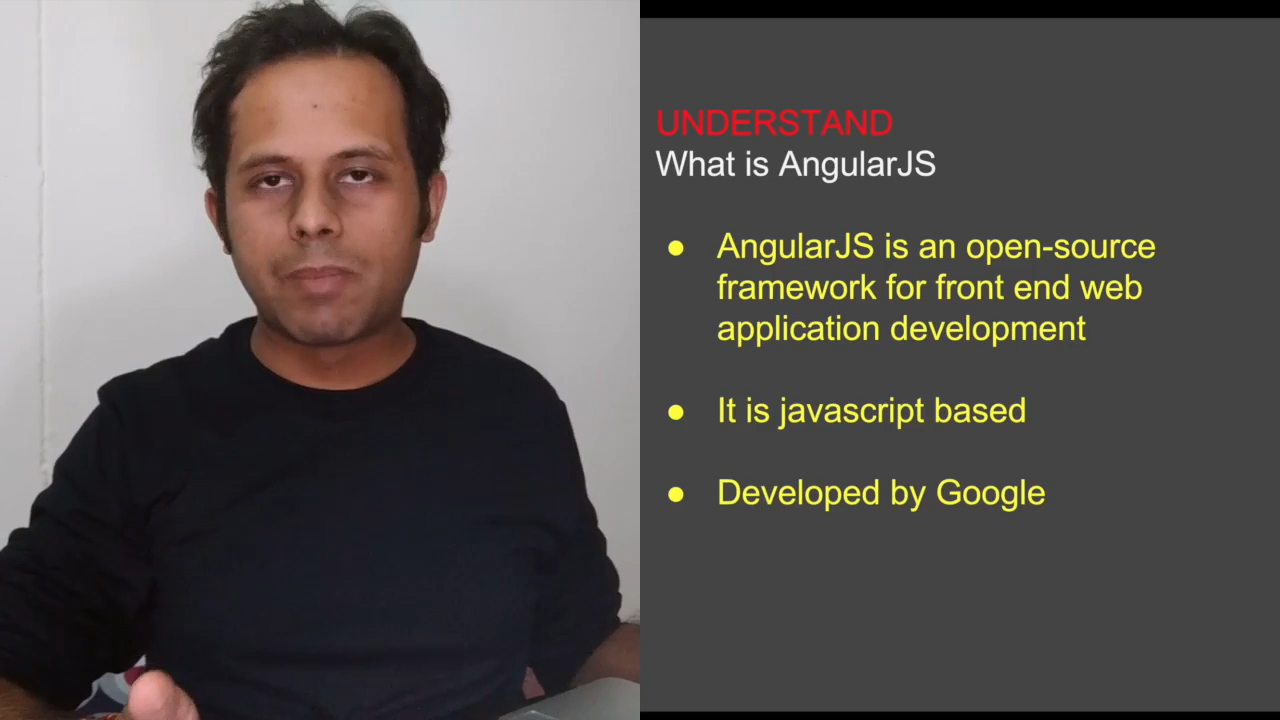 UNDERSTAND
What is AngularJS
● AngularJS is an open-source
framework for front end web
application development
● It is javascript based
● Developed by Google